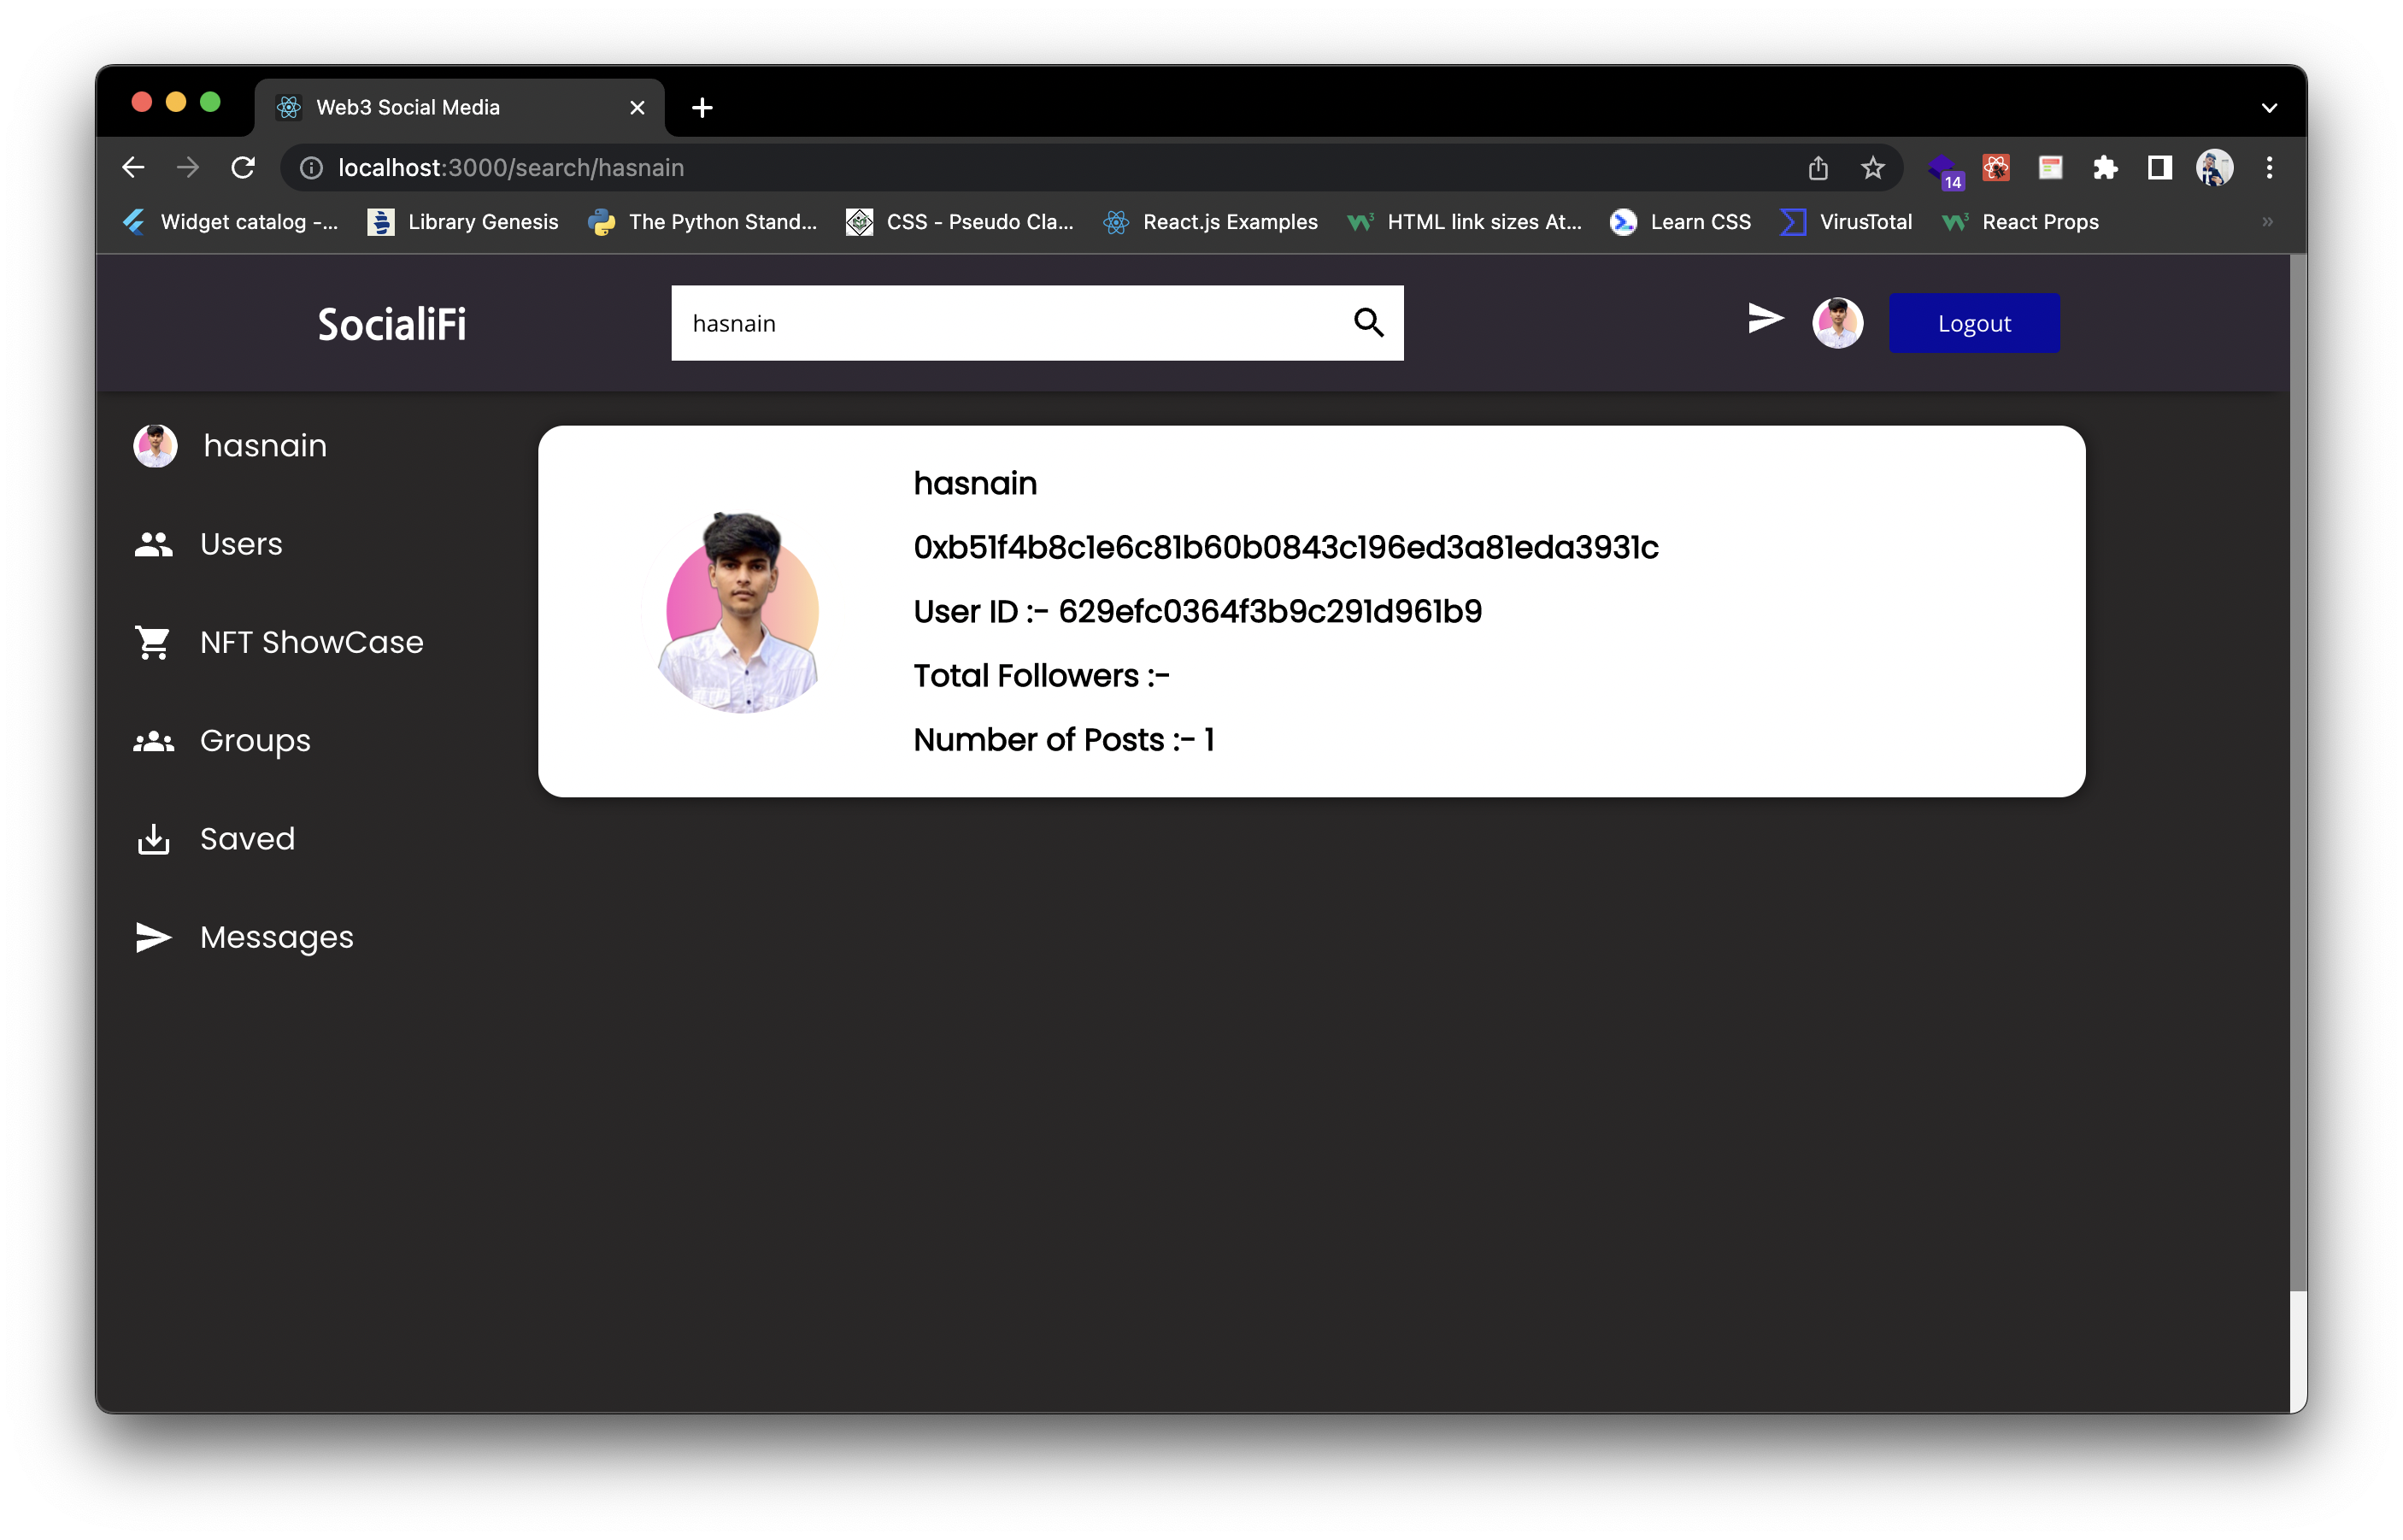 Web3 Social Media
localhost:3000/search/hasnain
14
Widget catalog -...
Library Genesis
The Python Stand...
CSS - Pseudo Cla...
React.js Examples
HTML link sizes At...
Learn CSS
VirusTotal
React Props
SocialiFi
hasnain
Logout
hasnain
Users
NFT ShowCase
Groups
Saved
Messages
hasnain
0xb51f4b8c1e6c81b60b0843c196ed3a81eda3931c
User ID :- 629efc0364f3b9c291d961b9
Total Followers :-
Number of Posts :- 1